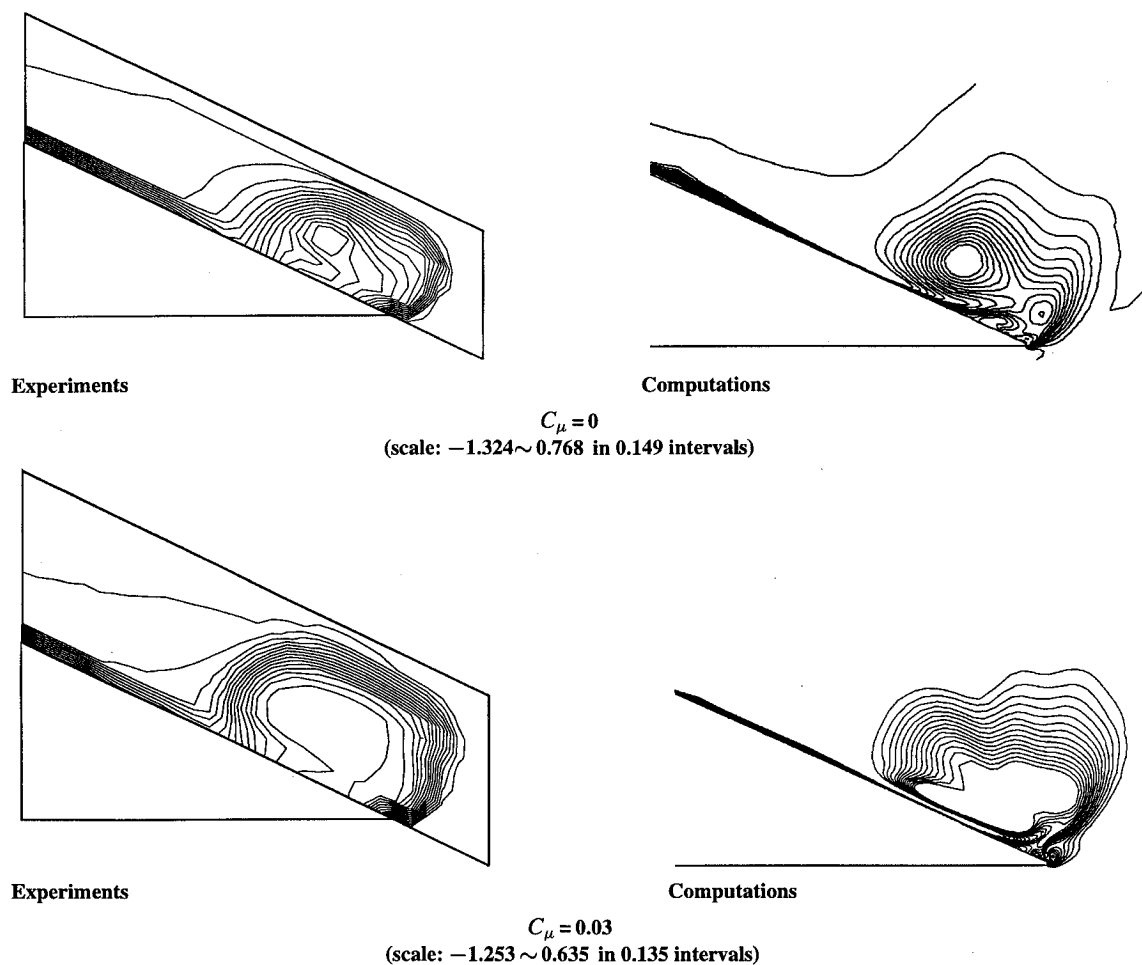 Experiments
Computations
C_μ = 0
(scale: −1.324∼ 0.768 in 0.149 intervals)
Experiments
Computations
C_μ = 0.03
(scale: −1.253 ∼ 0.635 in 0.135 intervals)